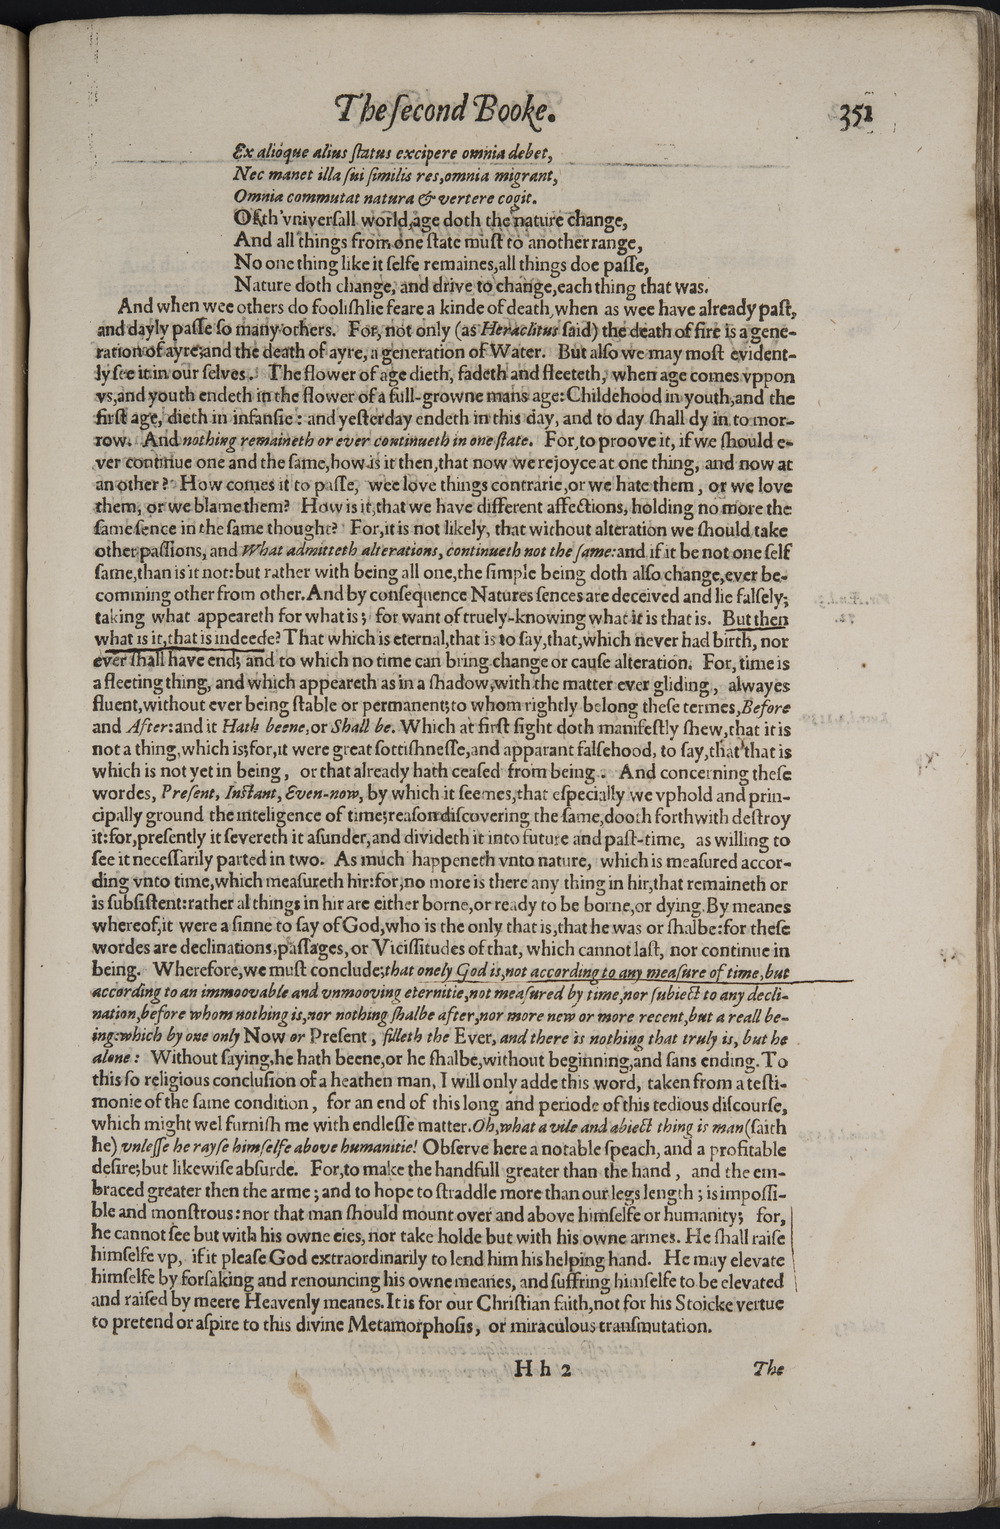 The ſecond Booke. 351
Ex alióque alius ſtatus excipere omnia debet,
Nec manet illa ſui ſimilis res,omnia migrant,
Omnia commutat natura & vertere cogit.
Of th'vniverſall world,age doth the nature change,
And all things from one ſtate muſt to another range,
No one thing like it ſelfe remaines,all things doe paſſe,
Nature doth change, and drive to change,each thing that was.
And when wee others do fooliſhlie feare a kinde of death,when as wee have already paſt,
and dayly paſſe ſo many others. For, not only (as Heraclitus ſaid) the death of fire is a gene-
ration of ayre;and the death of ayre, a generation of Water. But alſo we may moſt evident-
ly ſee it in our ſelves. The flower of age dieth, fadeth and fleeteth, when age comes vppon
vs,and youth endeth in the flower of a full-growne mans age: Childehood in youth,and the
firſt age, dieth in infanſie : and yeſterday endeth in this day, and to day ſhall dy in to mor-
row. And nothing remaineth or ever continueth in one ſtate. For, to proove it, if we ſhould e-
ver continue one and the ſame,how is it then,that now we rejoyce at one thing, and now at
an other? How comes it to paſſe, wee love things contrarie,or we hate them, or we love
them, or we blame them? How is it,that we have different affections, holding no more the
ſame ſence in the ſame thought? For,it is not likely, that without alteration we ſhould take
other paſſions, and What admitteth alterations, continueth not the ſame:and if it be not one ſelf
ſame,than is it not:but rather with being all one,the ſimple being doth alſo change,ever be-
comming other from other. And by conſequence Natures ſences are deceived and lie falſely;
taking what appeareth for what is; for want of truely-knowing what it is that is. But then
what is it,that is indeede? That which is eternal,that is to ſay,that,which never had birth, nor
ever ſhall have end; and to which no time can bring change or cauſe alteration. For, time is
a fleeting thing, and which appeareth as in a ſhadow,with the matter ever gliding, alwayes
fluent,without ever being ſtable or permanent;to whom rightly belong theſe termes,Before
and After:and it Hath beene,or Shall be. Which at firſt ſight doth manifeſtly ſhew,that it is
not a thing,which is;for,it were great ſottiſhneſſe,and apparant falſehood, to ſay,that that is
which is not yet in being, or that already hath ceaſed from being. And concerning theſe
wordes, Preſent, Inſtant, Even-now, by which it ſeemes,that eſpecially we vphold and prin-
cipally ground the inteligence of time;reaſon diſcovering the ſame,dooth forthwith deſtroy
it:for,preſently it ſevereth it aſunder,and divideth it into future and paſt-time, as willing to
ſee it neceſſarily parted in two. As much happeneth vnto nature, which is meaſured accor-
ding vnto time,which meaſureth hir:for,no more is there any thing in hir,that remaineth or
is ſubſiſtent:rather al things in hir are either borne,or ready to be borne,or dying. By meanes
whereof,it were a ſinne to ſay of God,who is the only that is,that he was or ſhalbe:for theſe
wordes are declinations,paſſages,or Viciſſitudes of that, which cannot laſt, nor continue in
being. Wherefore,we muſt conclude;that onely God is,not according to any meaſure of time,but
according to an immoovable and vnmooving eternitie,not meaſured by time,nor ſubiect to any decli-
nation,before whom nothing is,nor nothing ſhalbe after,nor more new or more recent,but a reall be-
ing:which by one only Now or Preſent, filleth the Ever, and there is nothing that truly is, but he
alone: Without ſaying,he hath beene,or he ſhalbe,without beginning,and ſans ending. To
this ſo religious concluſion of a heathen man, I will only adde this word, taken from a teſti-
monie of the ſame condition, for an end of this long and periode of this tedious diſcourſe,
which might wel furniſh me with endleſſe matter. Oh,what a vile and abiect thing is man(ſaith
he) vnleſſe he rayſe himſelfe above humanitie! Obſerve here a notable ſpeach, and a profitable
deſire;but likewiſe abſurde. For,to make the handfull greater than the hand, and the em-
braced greater then the arme; and to hope to ſtraddle more than our legs length; is impoſſi-
ble and monſtrous: nor that man ſhould mount over and above himſelfe or humanity; for,
he cannot ſee but with his owne eies, nor take holde but with his owne armes. He ſhall raiſe
himſelfe vp, if it pleaſe God extraordinarily to lend him his helping hand. He may elevate
himſelfe by forſaking and renouncing his owne meanes, and ſuffring himſelfe to be elevated
and raiſed by meere Heavenly meanes. It is for our Chriſtian faith,not for his Stoicke vertue
to pretend or aſpire to this divine Metamorphoſis, or miraculous tranſmutation.
H h 2 The